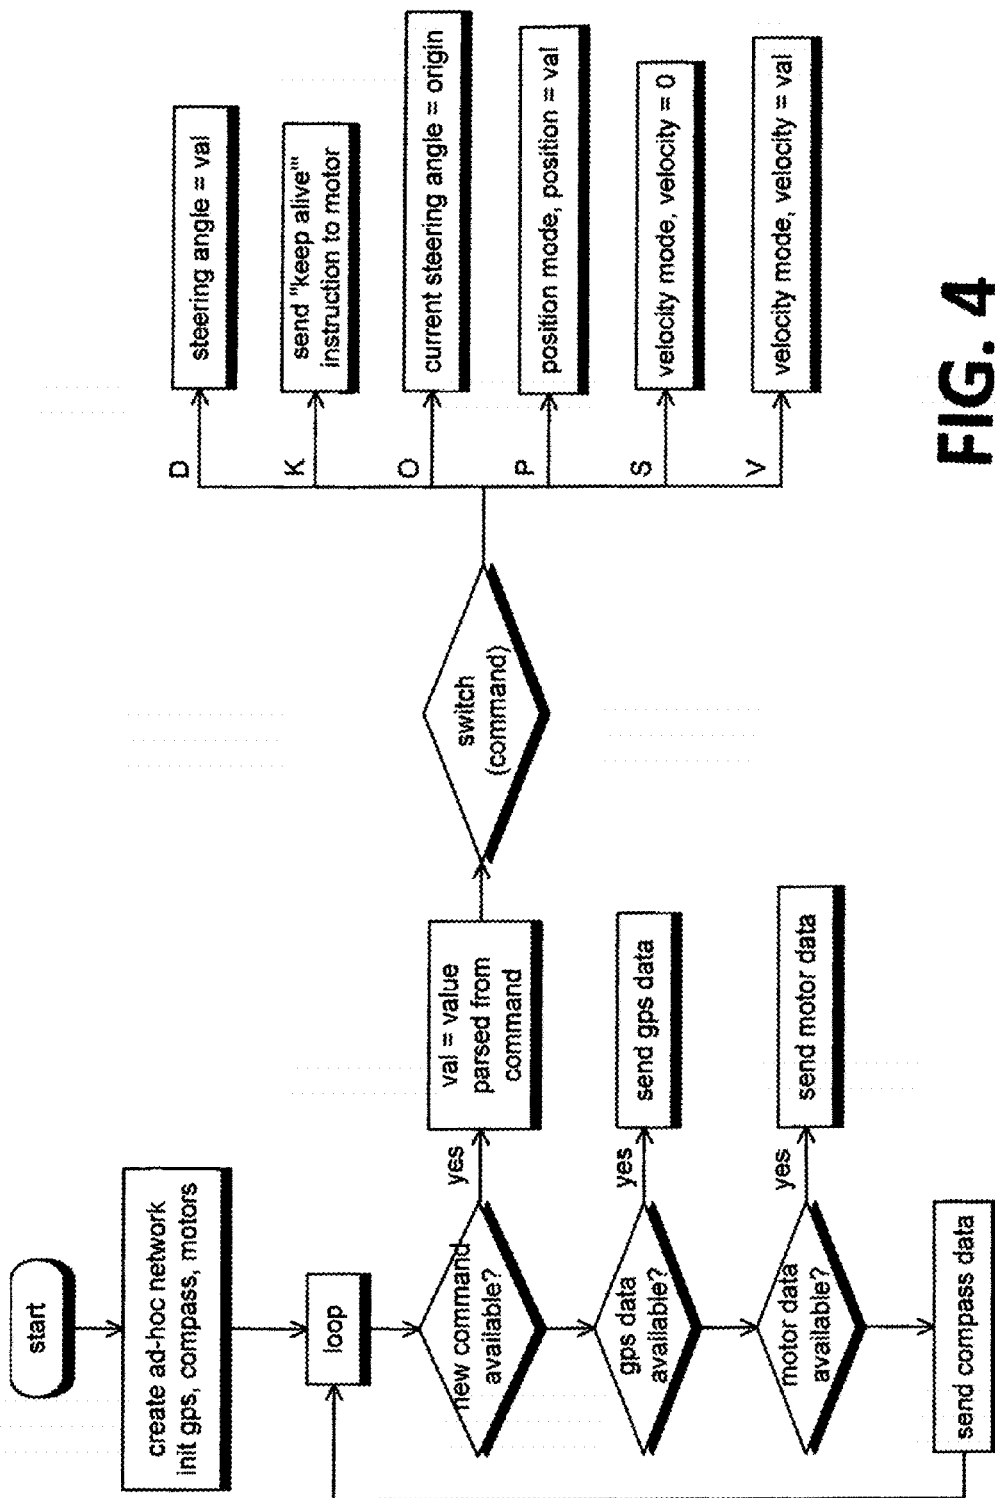 start
create ad-hoc network
init gps, compass, motors
loop
new command
available?
yes
val = value
parsed from
command
switch
(command)
D
steering angle = val
K
send "keep alive'"
instruction to motor
O
current steering angle = origin
P
position mode, position = val
S
velocity mode, velocity = 0
V
velocity mode, velocity = val
gps data
available?
yes
send gps data
motor data
available?
yes
send motor data
send compass data
FIG. 4